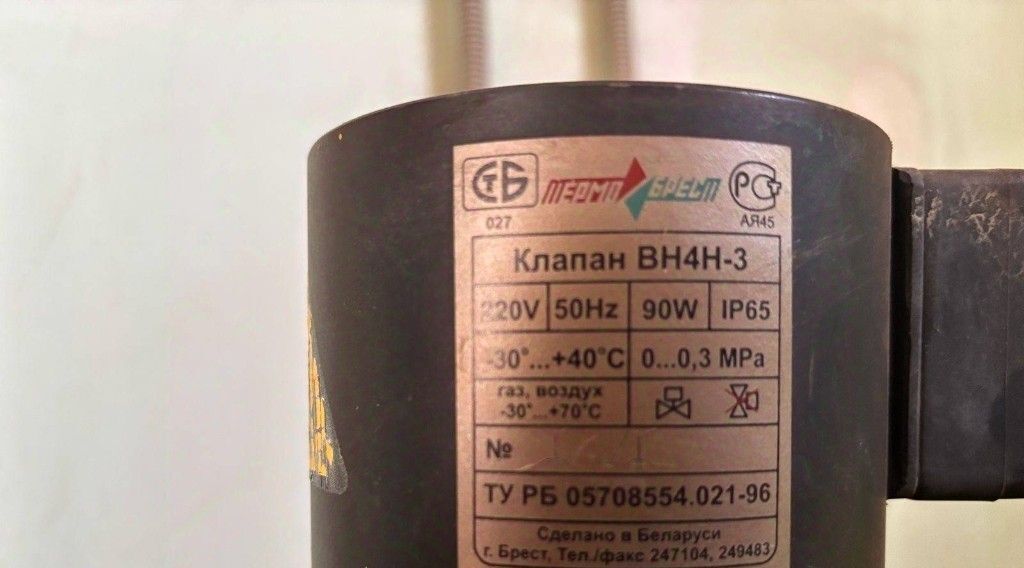 СТБ ТЕРМО БРЕСТ РСТ
027 АЯ45
Клапан ВН4Н-3
220V 50Hz 90W IP65
-30°...+40°C 0...0,3 MPa
газ, воздух
-30°...+70°C
№
ТУ РБ 05708554.021-96
Сделано в Беларуси
г. Брест, Тел./факс 247104, 249483